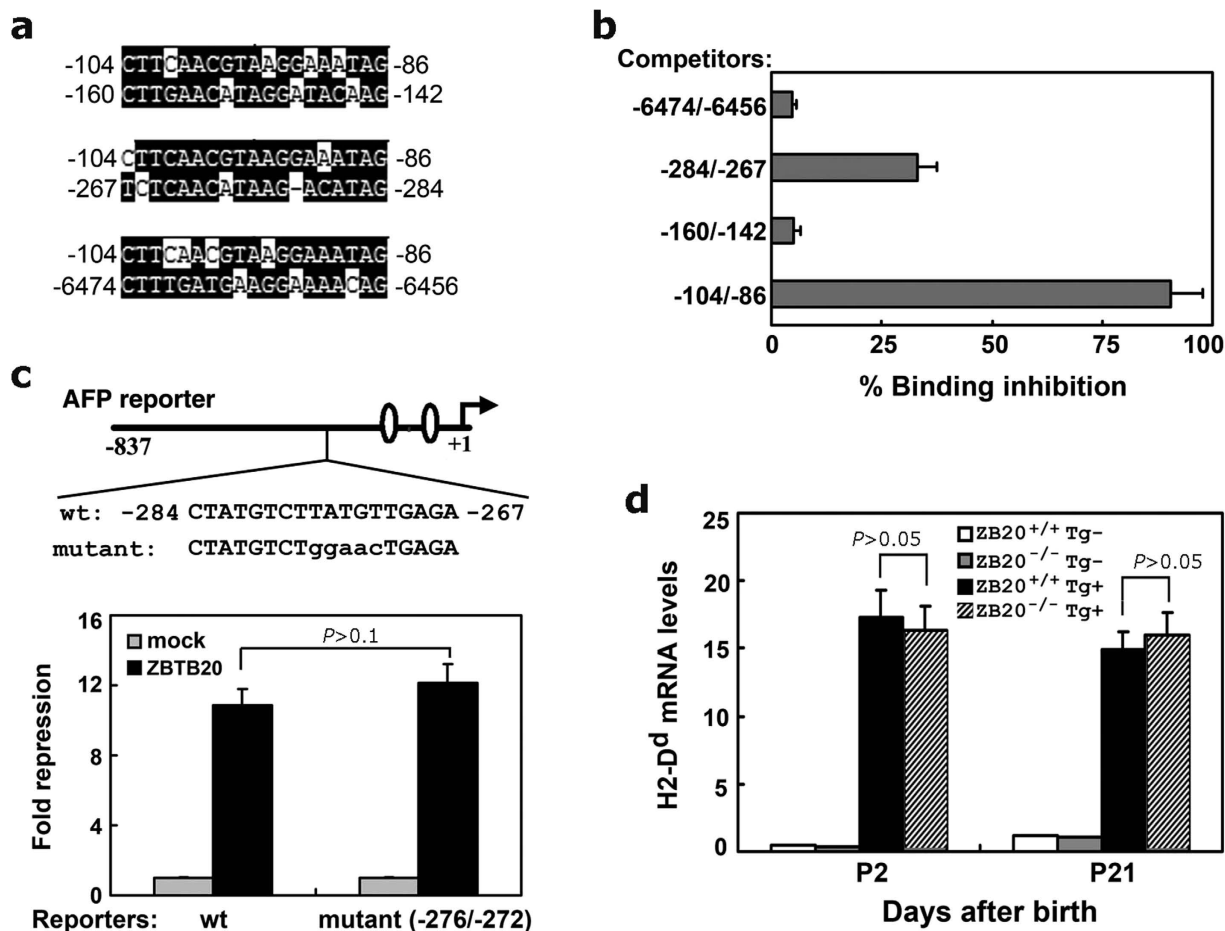 a
-104 CTTCAACGTAAGGAAATAG -86
-160 CTTGAACATAGGATACAAG -142
-104 CTTCAACGTAAGGAAATAG -86
-267 TCTCAACATAAG-ACATAG -284
-104 CTTCAACGTAAGGAAATAG -86
-6474 CTTTGATGAAGGAAAACAG -6456
b
Competitors:
-6474/-6456
-284/-267
-160/-142
-104/-86
0 25 50 75 100
% Binding inhibition
c
AFP reporter
-837
+1
wt: -284 CTATGTCTTATGTTGAGA -267
mutant: CTATGTCTggaacTGAGA
16
12
8
4
0
Fold repression
mock
ZBTB20
P>0.1
Reporters: wt mutant (-276/-272)
d
25
20
15
10
5
0
H2-Dd mRNA levels
ZB20+/+ Tg-
ZB20-/- Tg-
ZB20+/+ Tg+
ZB20-/- Tg+
P>0.05
P>0.05
P2 P21
Days after birth